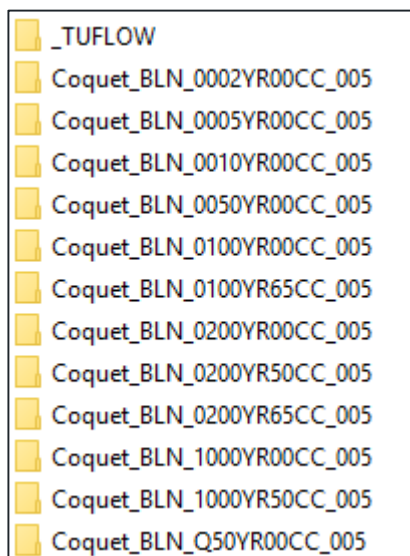 _TUFLOW
Coquet_BLN_0002YR00CC_005
Coquet_BLN_0005YR00CC_005
Coquet_BLN_0010YR00CC_005
Coquet_BLN_0050YR00CC_005
Coquet_BLN_0100YR00CC_005
Coquet_BLN_0100YR65CC_005
Coquet_BLN_0200YR00CC_005
Coquet_BLN_0200YR50CC_005
Coquet_BLN_0200YR65CC_005
Coquet_BLN_1000YR00CC_005
Coquet_BLN_1000YR50CC_005
Coquet_BLN_Q50YR00CC_005